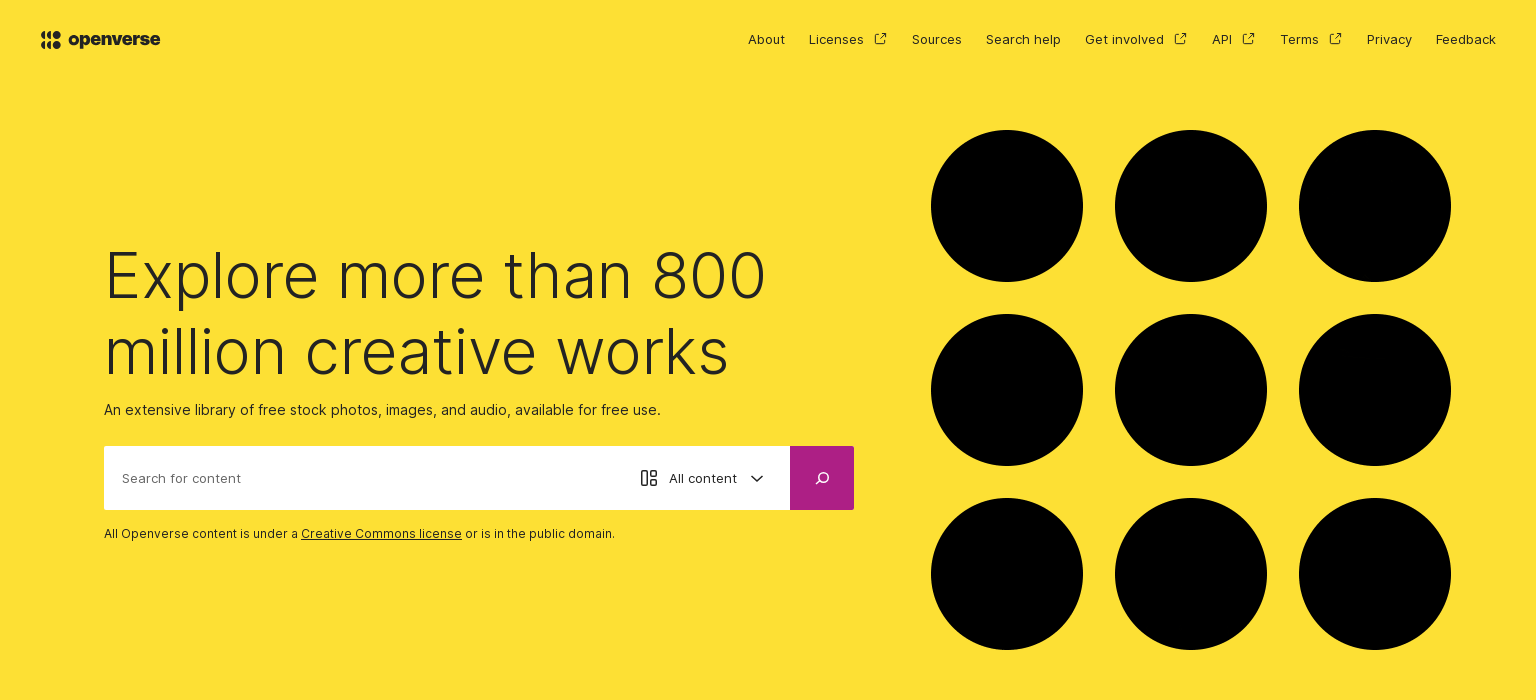 openverse
About Licenses Sources Search help Get involved API Terms Privacy Feedback
Explore more than 800
million creative works
An extensive library of free stock photos, images, and audio, available for free use.
Search for content All content
All Openverse content is under a Creative Commons license or is in the public domain.